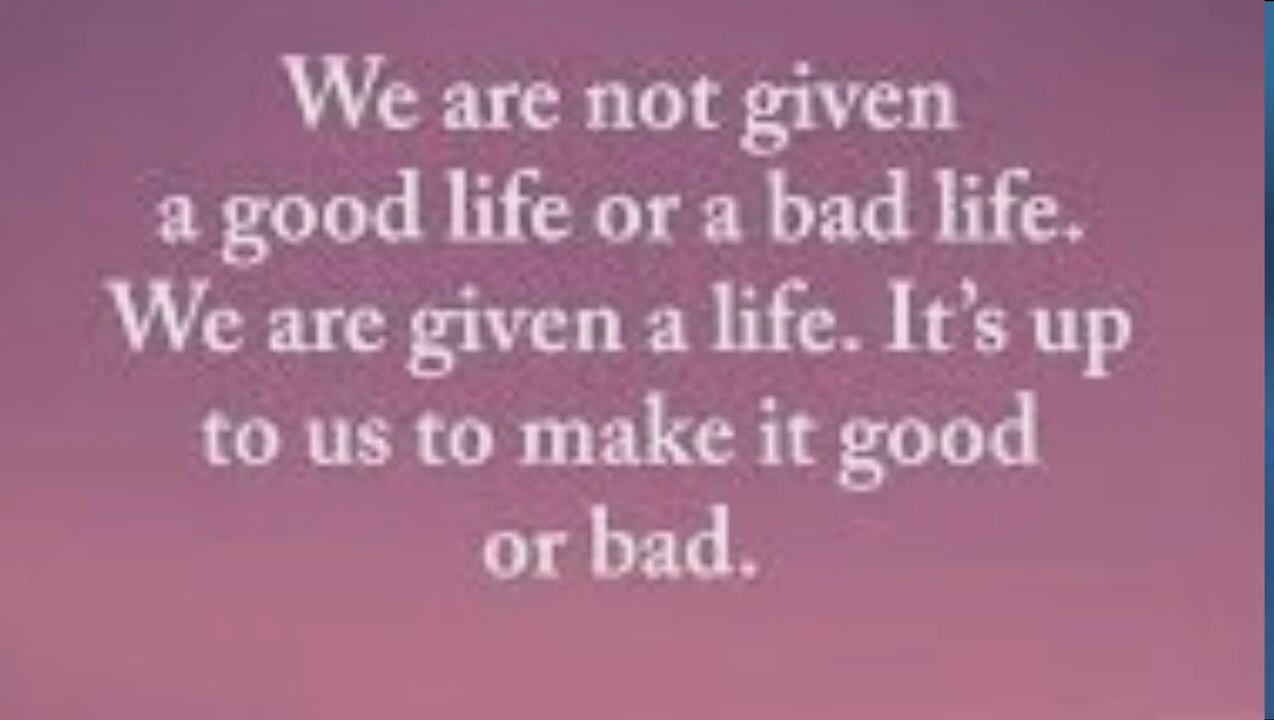 We are not given
a good life or a bad life.
We are given a life. It’s up
to us to make it good
or bad.